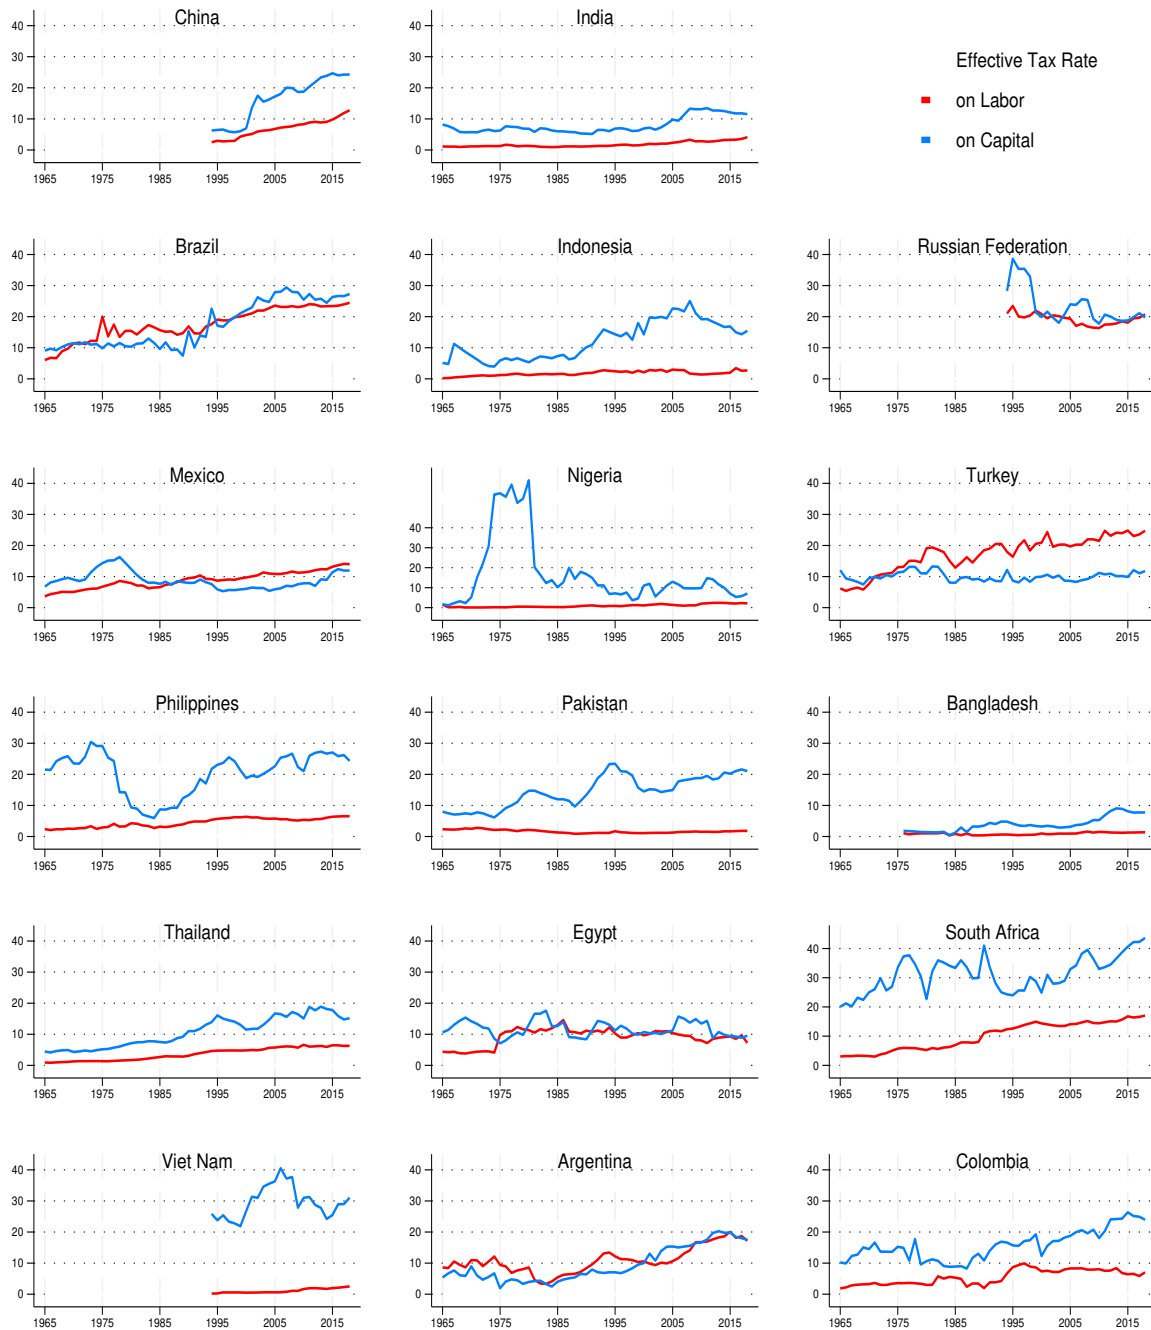 China
40
30
20
10
0
1965 1975 1985 1995 2005 2015
India
40
30
20
10
0
1965 1975 1985 1995 2005 2015
Effective Tax Rate
on Labor
on Capital
Brazil
40
30
20
10
0
1965 1975 1985 1995 2005 2015
Indonesia
40
30
20
10
0
1965 1975 1985 1995 2005 2015
Russian Federation
40
30
20
10
0
1965 1975 1985 1995 2005 2015
Mexico
40
30
20
10
0
1965 1975 1985 1995 2005 2015
Nigeria
40
30
20
10
0
1965 1975 1985 1995 2005 2015
Turkey
40
30
20
10
0
1965 1975 1985 1995 2005 2015
Philippines
40
30
20
10
0
1965 1975 1985 1995 2005 2015
Pakistan
40
30
20
10
0
1965 1975 1985 1995 2005 2015
Bangladesh
40
30
20
10
0
1965 1975 1985 1995 2005 2015
Thailand
40
30
20
10
0
1965 1975 1985 1995 2005 2015
Egypt
40
30
20
10
0
1965 1975 1985 1995 2005 2015
South Africa
40
30
20
10
0
1965 1975 1985 1995 2005 2015
Viet Nam
40
30
20
10
0
1965 1975 1985 1995 2005 2015
Argentina
40
30
20
10
0
1965 1975 1985 1995 2005 2015
Colombia
40
30
20
10
0
1965 1975 1985 1995 2005 2015